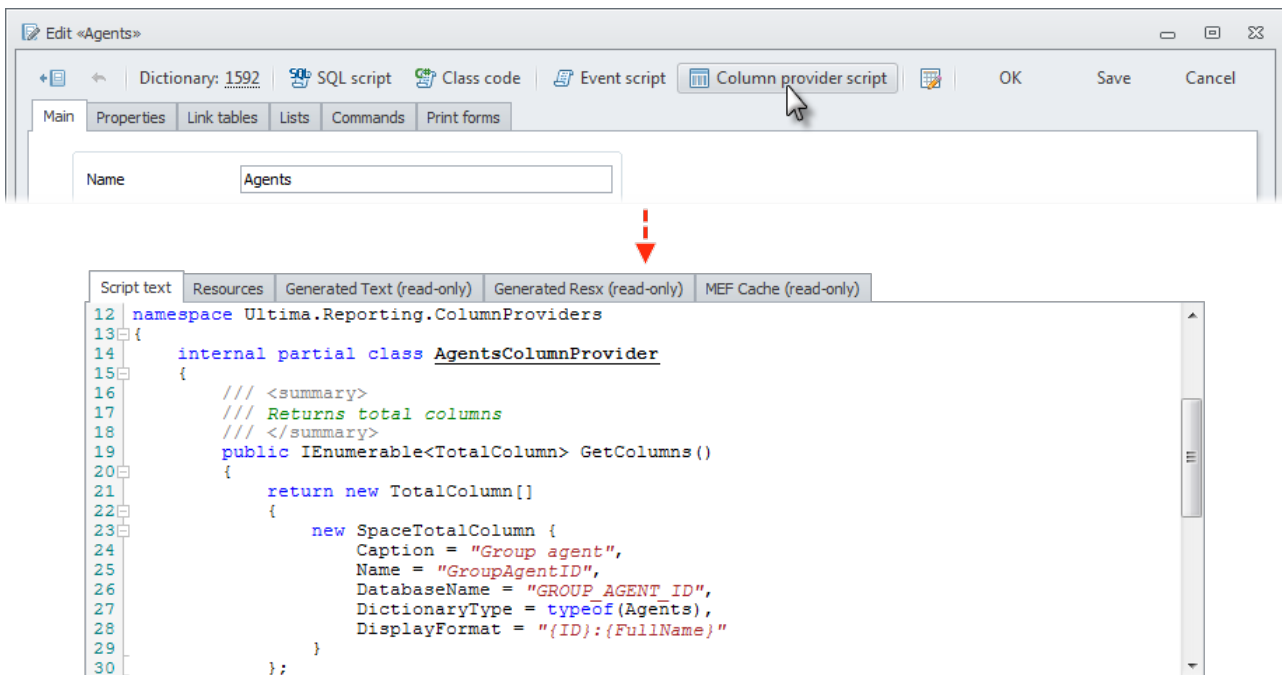 Edit «Agents»
Dictionary: 1592 SQL script Class code Event script Column provider script OK Save Cancel
Main Properties Link tables Lists Commands Print forms
Name Agents
Script text Resources Generated Text (read-only) Generated Resx (read-only) MEF Cache (read-only)
12 namespace Ultima.Reporting.ColumnProviders
13 {
14 internal partial class AgentsColumnProvider
15 {
16 /// <summary>
17 /// Returns total columns
18 /// </summary>
19 public IEnumerable<TotalColumn> GetColumns()
20 {
21 return new TotalColumn[]
22 {
23 new SpaceTotalColumn {
24 Caption = "Group agent",
25 Name = "GroupAgentID",
26 DatabaseName = "GROUP_AGENT_ID",
27 DictionaryType = typeof(Agents),
28 DisplayFormat = "{ID}:{FullName}"
29 }
30 };